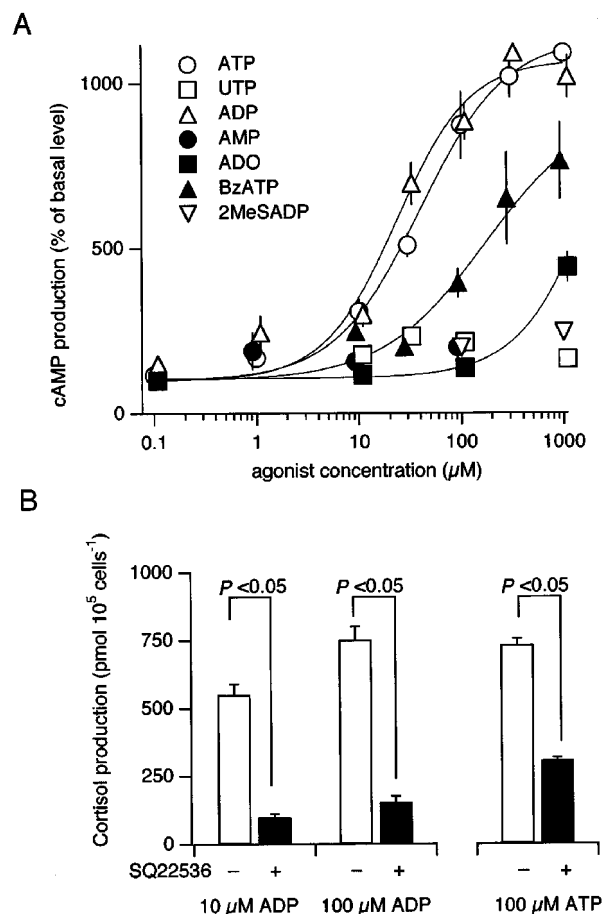 A
cAMP production (% of basal level)
1000
500
0
ATP
UTP
ADP
AMP
ADO
BzATP
2MeSADP
0.1 1 10 100 1000
agonist concentration (µM)
B
Cortisol production (pmol 10⁵ cells⁻¹)
1000
750
500
250
0
P <0.05 P <0.05 P <0.05
SQ22536 – + – + – +
10 µM ADP 100 µM ADP 100 µM ATP